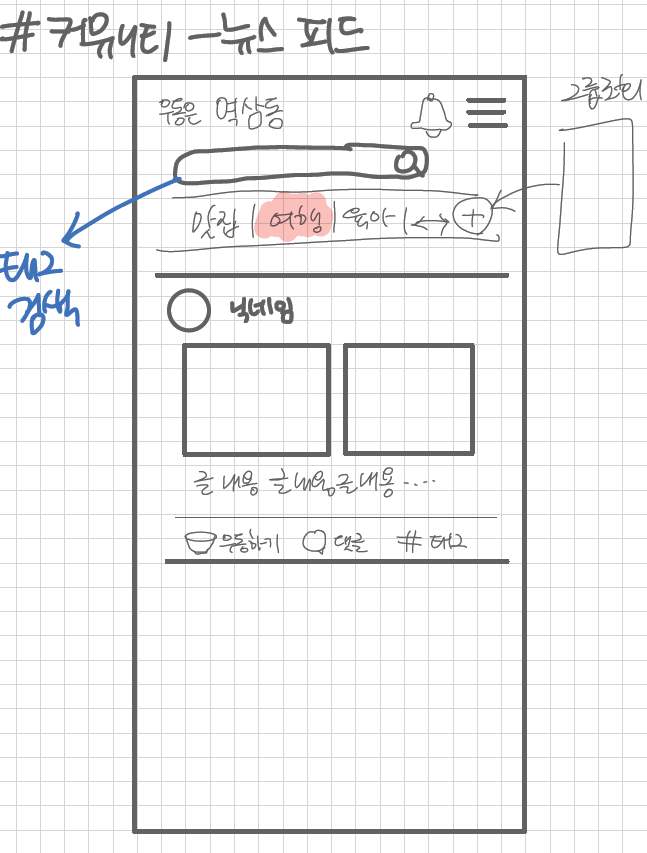 # 커뮤니티 - 뉴스 피드
우동은 역삼동
그룹조회
맛집 | 여행 | 육아 | ↔ +
태그
검색
닉네임
글 내용 글내용글내용....
우동하기 댓글 # 태그